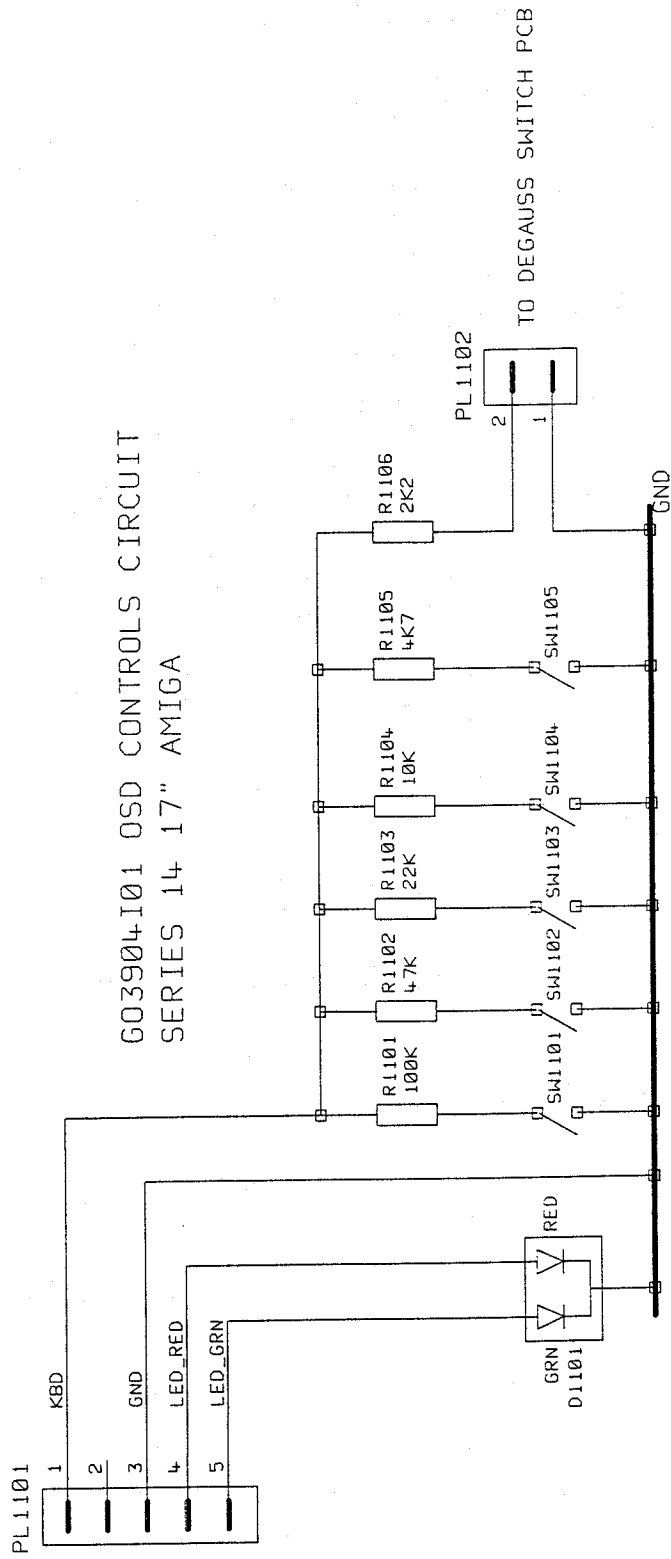 G03904I01 OSD CONTROLS CIRCUIT
SERIES 14 17" AMIGA
PL1101
1
KBD
2
3
GND
4
LED_RED
5
LED_GRN
GRN
RED
D1101
R1101
100K
R1102
47K
R1103
22K
R1104
10K
R1105
4K7
R1106
2K2
SW1101
SW1102
SW1103
SW1104
SW1105
PL1102
2
1
TO DEGAUSS SWITCH PCB
GND